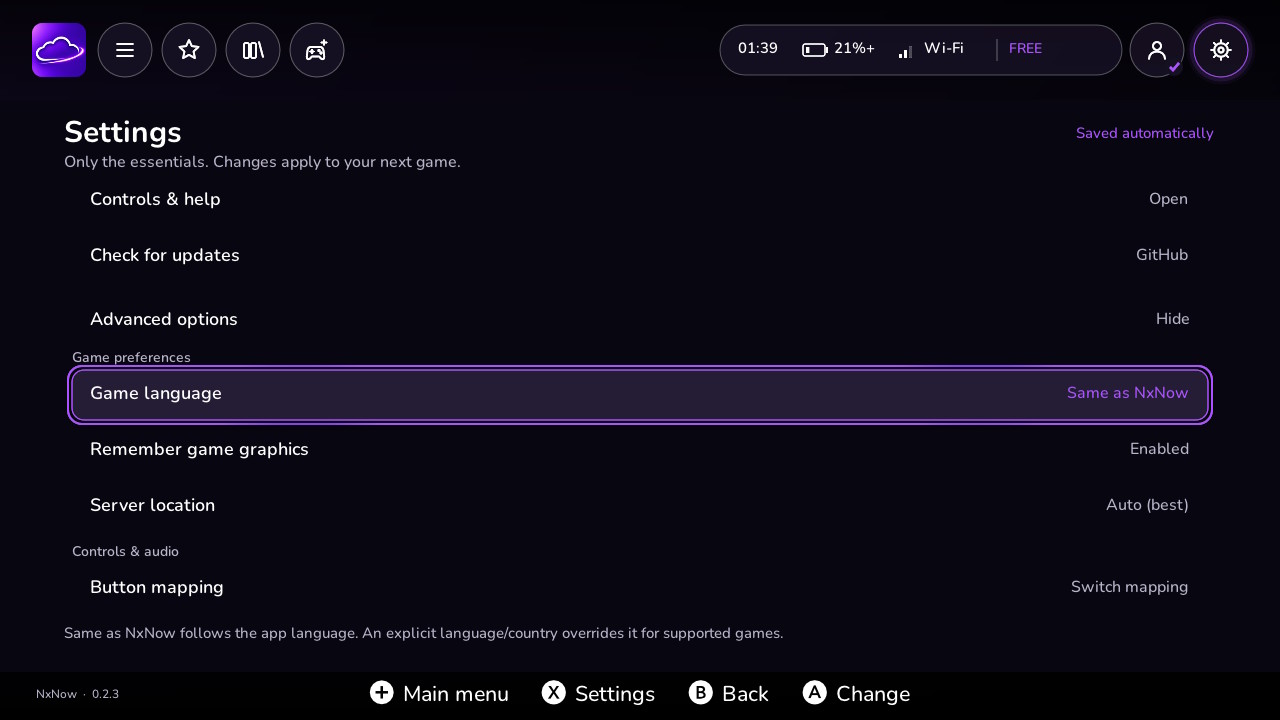 01:39 21%+ Wi-Fi FREE
Settings
Saved automatically
Only the essentials. Changes apply to your next game.
Controls & help Open
Check for updates GitHub
Advanced options Hide
Game preferences
Game language Same as NxNow
Remember game graphics Enabled
Server location Auto (best)
Controls & audio
Button mapping Switch mapping
Same as NxNow follows the app language. An explicit language/country overrides it for supported games.
NxNow · 0.2.3 + Main menu X Settings B Back A Change